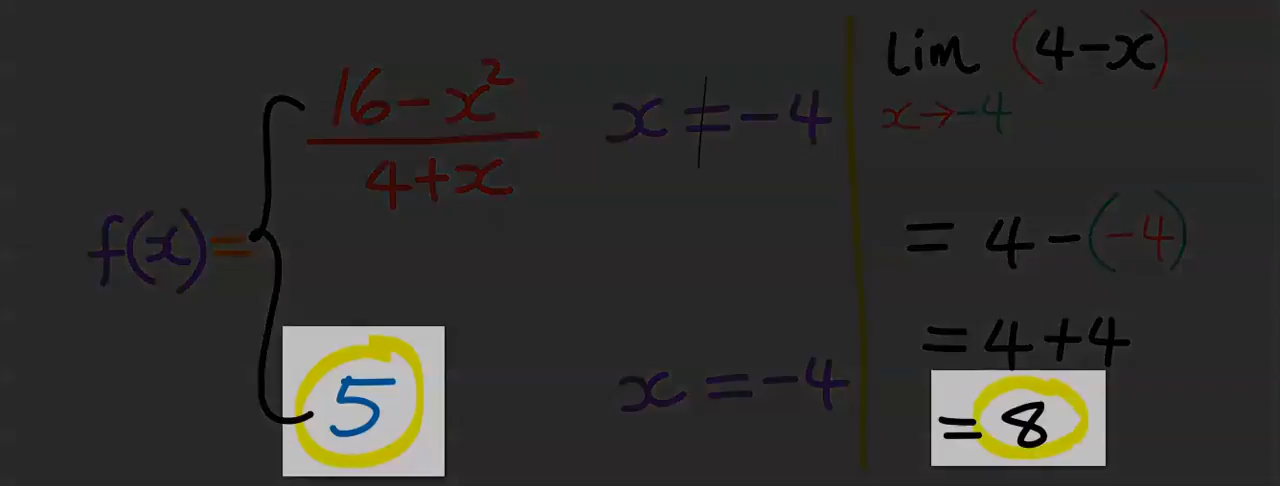 16-x²
4+x
x ≠ -4
f(x)=
5
x = -4
Lim (4-x)
x→-4
= 4-(-4)
= 4+4
= 8